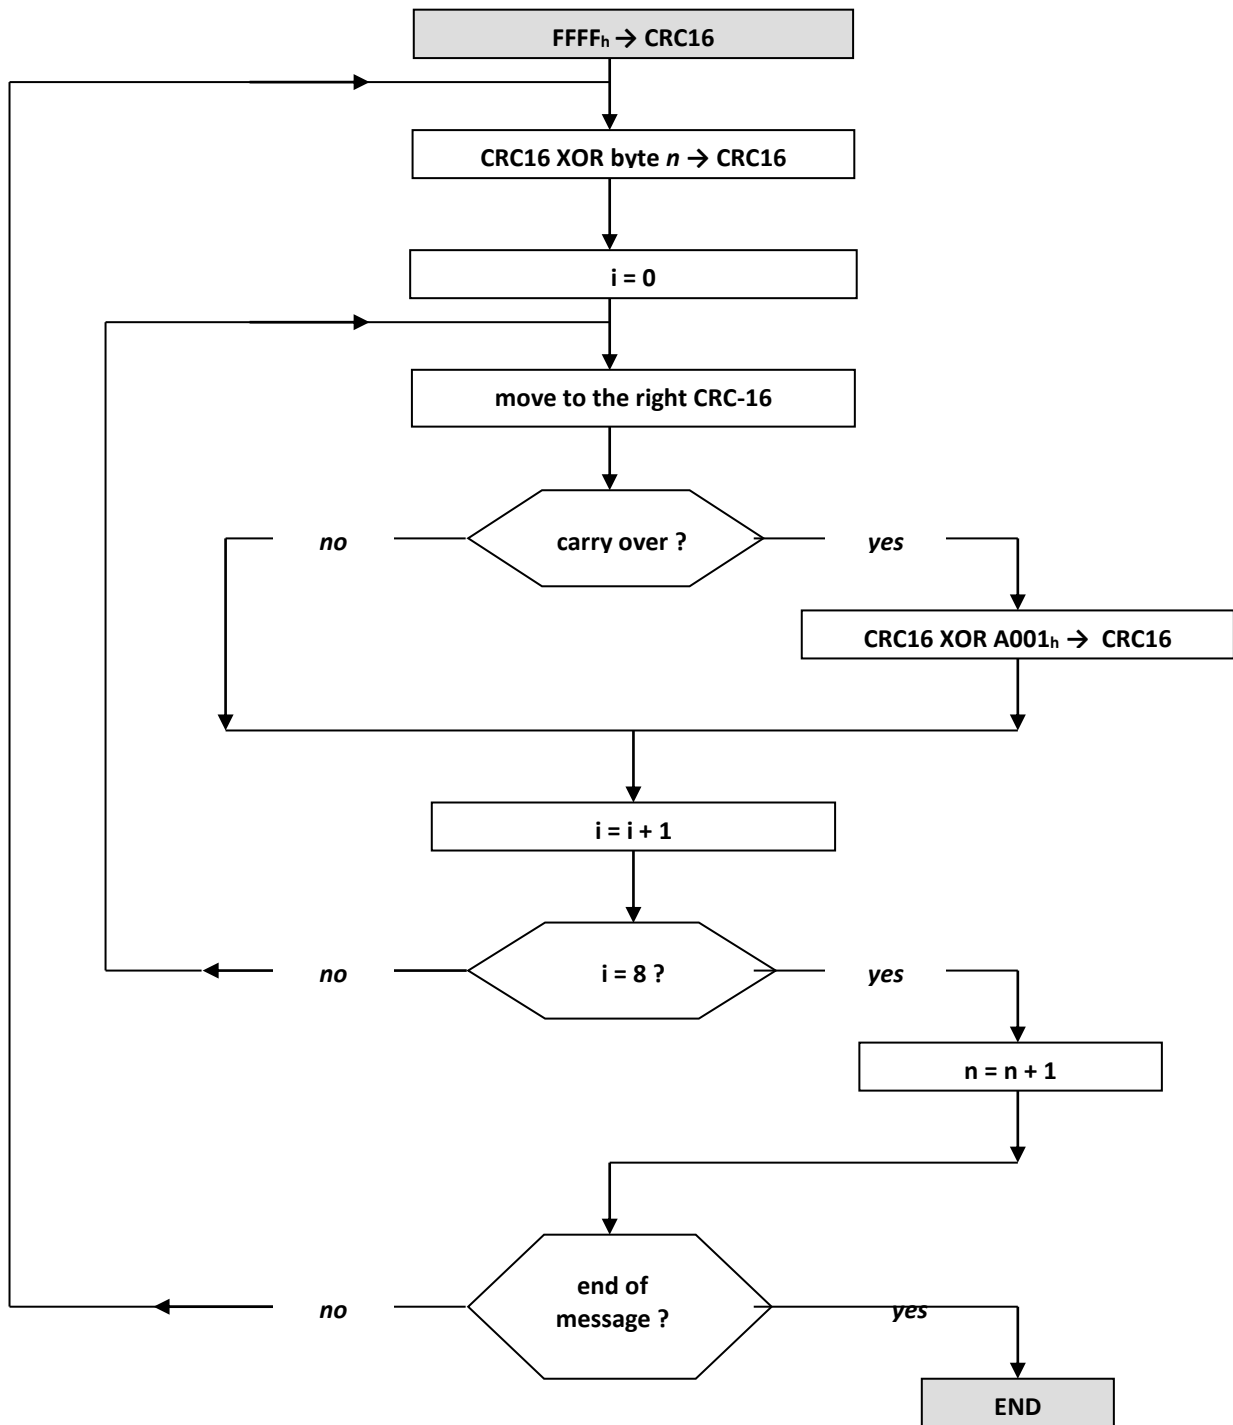 FFFFₕ → CRC16
CRC16 XOR byte n → CRC16
i = 0
move to the right CRC-16
carry over ?
no
yes
CRC16 XOR A001ₕ → CRC16
i = i + 1
i = 8 ?
no
yes
n = n + 1
end of
message ?
no
yes
END